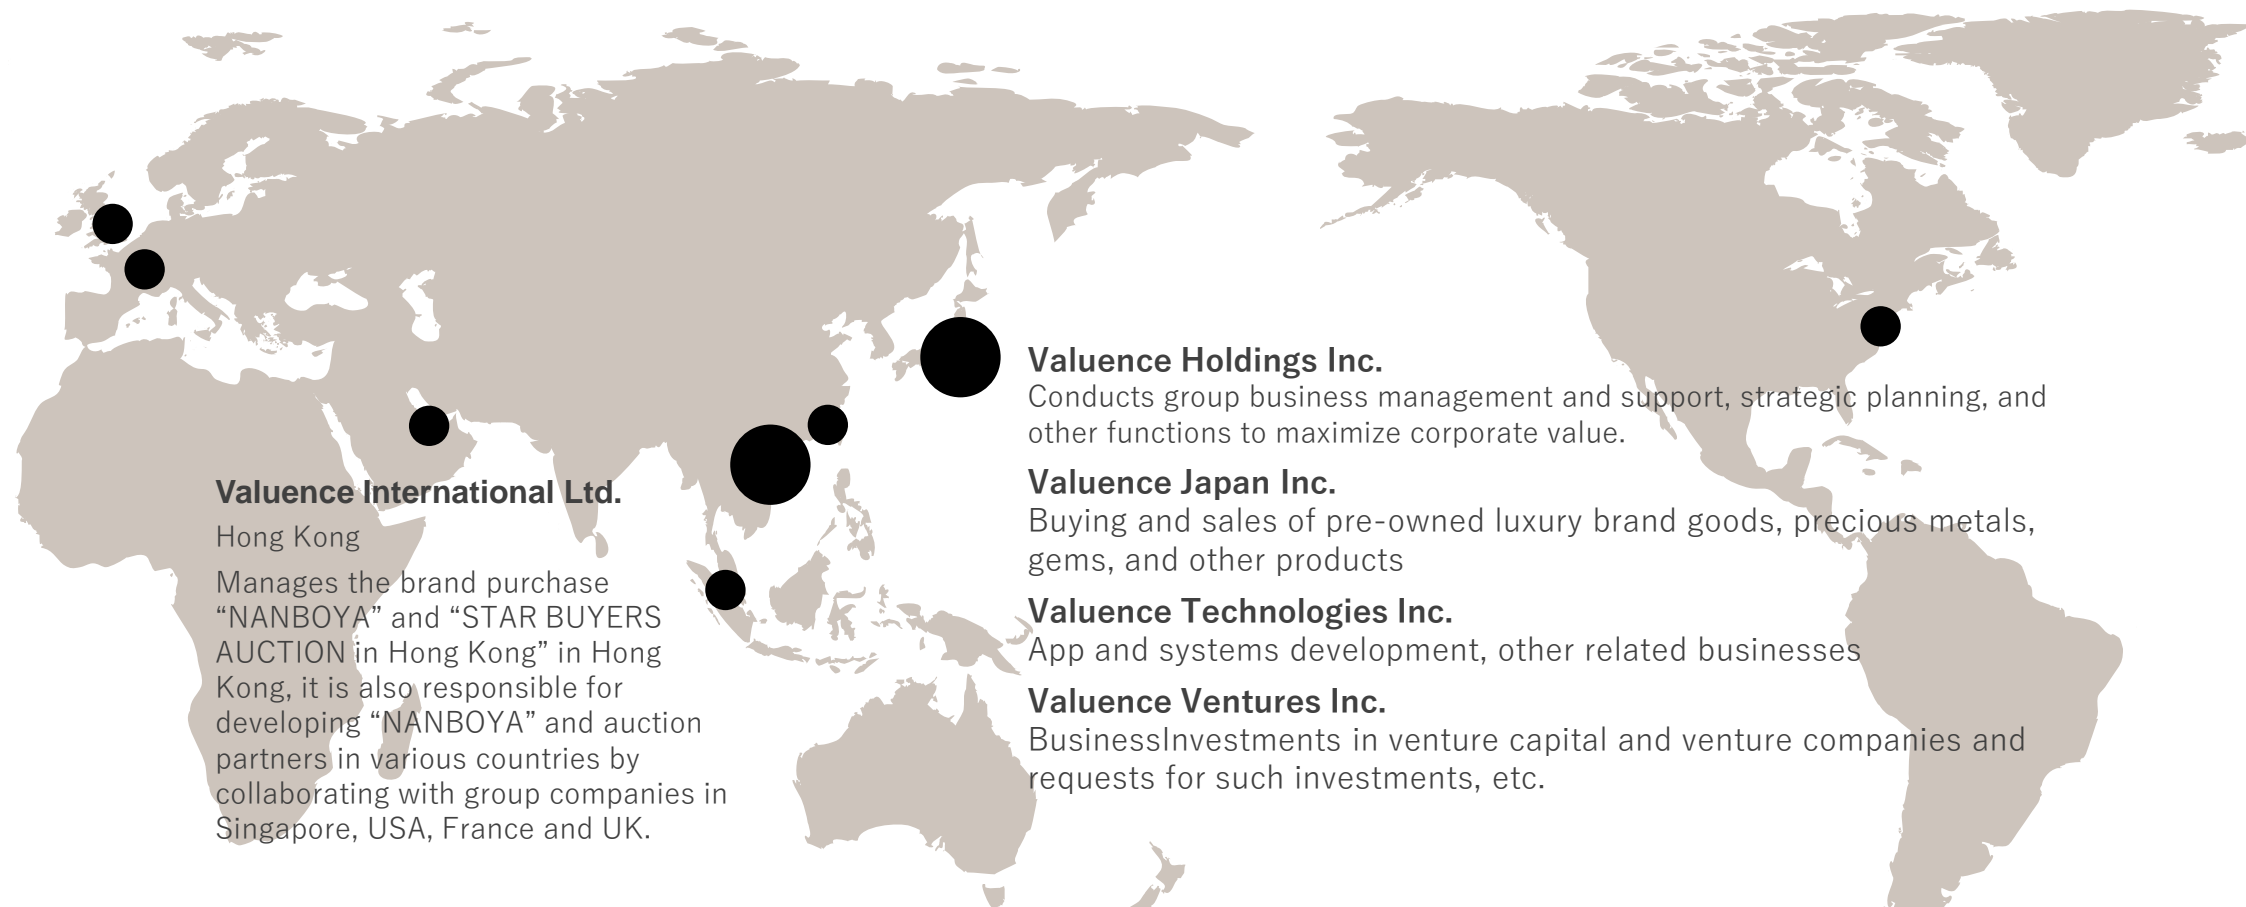 Valuence Holdings Inc.
Conducts group business management and support, strategic planning, and
other functions to maximize corporate value.
Valuence Japan Inc.
Buying and sales of pre-owned luxury brand goods, precious metals,
gems, and other products
Valuence Technologies Inc.
App and systems development, other related businesses
Valuence Ventures Inc.
BusinessInvestments in venture capital and venture companies and
requests for such investments, etc.
Valuence International Ltd.
Hong Kong
Manages the brand purchase
“NANBOYA” and “STAR BUYERS
AUCTION in Hong Kong” in Hong
Kong, it is also responsible for
developing “NANBOYA” and auction
partners in various countries by
collaborating with group companies in
Singapore, USA, France and UK.